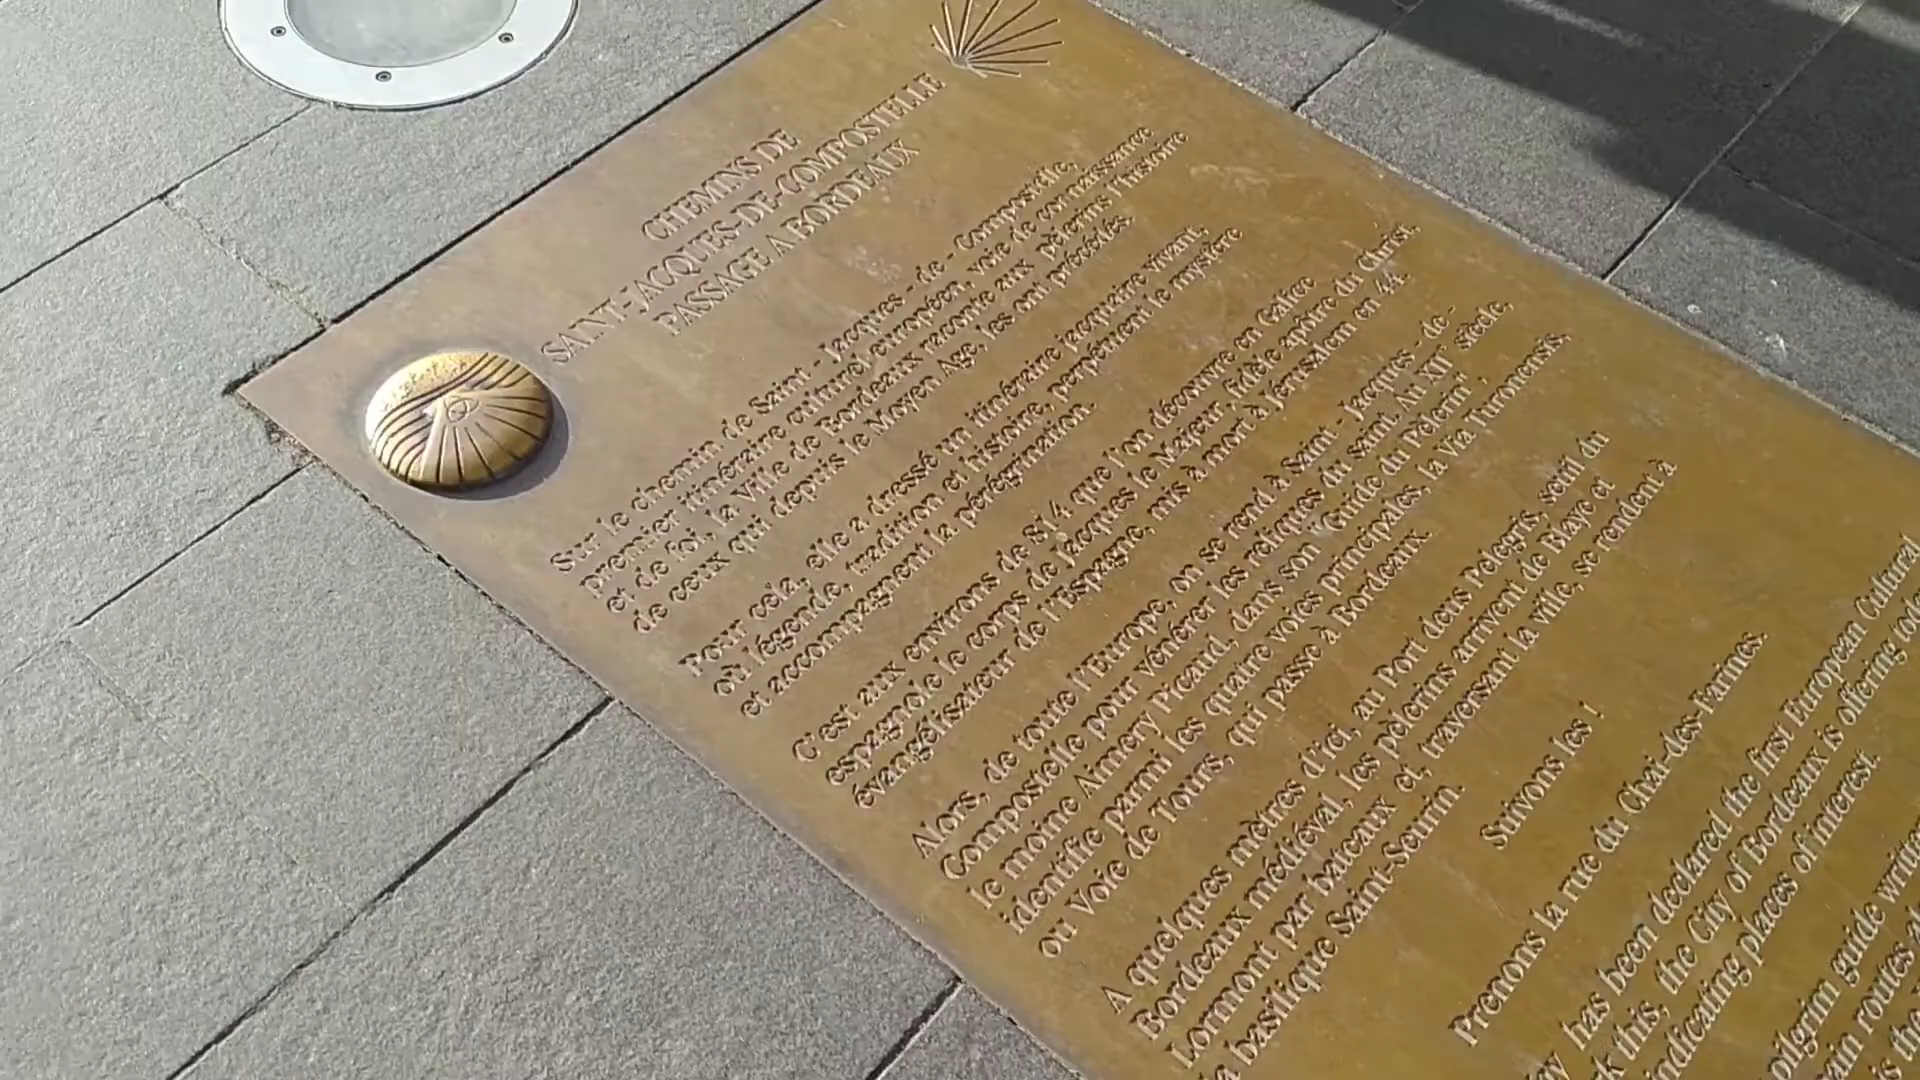 CHEMINS DE
SAINT-JACQUES-DE-COMPOSTELLE
PASSAGE A BORDEAUX
Sur le chemin de Saint - Jacques - de - Compostelle,
premier itinéraire culturel européen, voie de connaissance
et de foi, la Ville de Bordeaux raconte aux pèlerins l'histoire
de ceux qui depuis le Moyen Age, les ont précédés.
Pour cela, elle a dressé un itinéraire jacquaire vivant,
où légende, tradition et histoire, perpétuent le mystère
et accompagnent la pérégrination.
C'est aux environs de 814 que l'on découvre en Galice
espagnole le corps de Jacques le Majeur, fidèle apôtre du Christ,
évangélisateur de l'Espagne, mis à mort à Jérusalem en 44.
Alors, de toute l'Europe, on se rend à Saint - Jacques - de -
Compostelle pour vénérer les reliques du saint. Au XII° siècle,
le moine Aimery Picaud, dans son "Guide du Pèlerin",
identifie parmi les quatre voies principales, la Via Turonensis,
ou Voie de Tours, qui passe à Bordeaux.
A quelques mètres d'ici, au Port deus Pelegris, seuil du
Bordeaux médiéval, les pèlerins arrivent de Blaye et
Lormont par bateaux et, traversant la ville, se rendent à
la basilique Saint-Seurin.
Suivons les !
Prenons la rue du Chai-des-Farines.
has been declared the first European Cultural
this, the City of Bordeaux is offering
indicating places of interest.
pilgrim guide
routes
is the